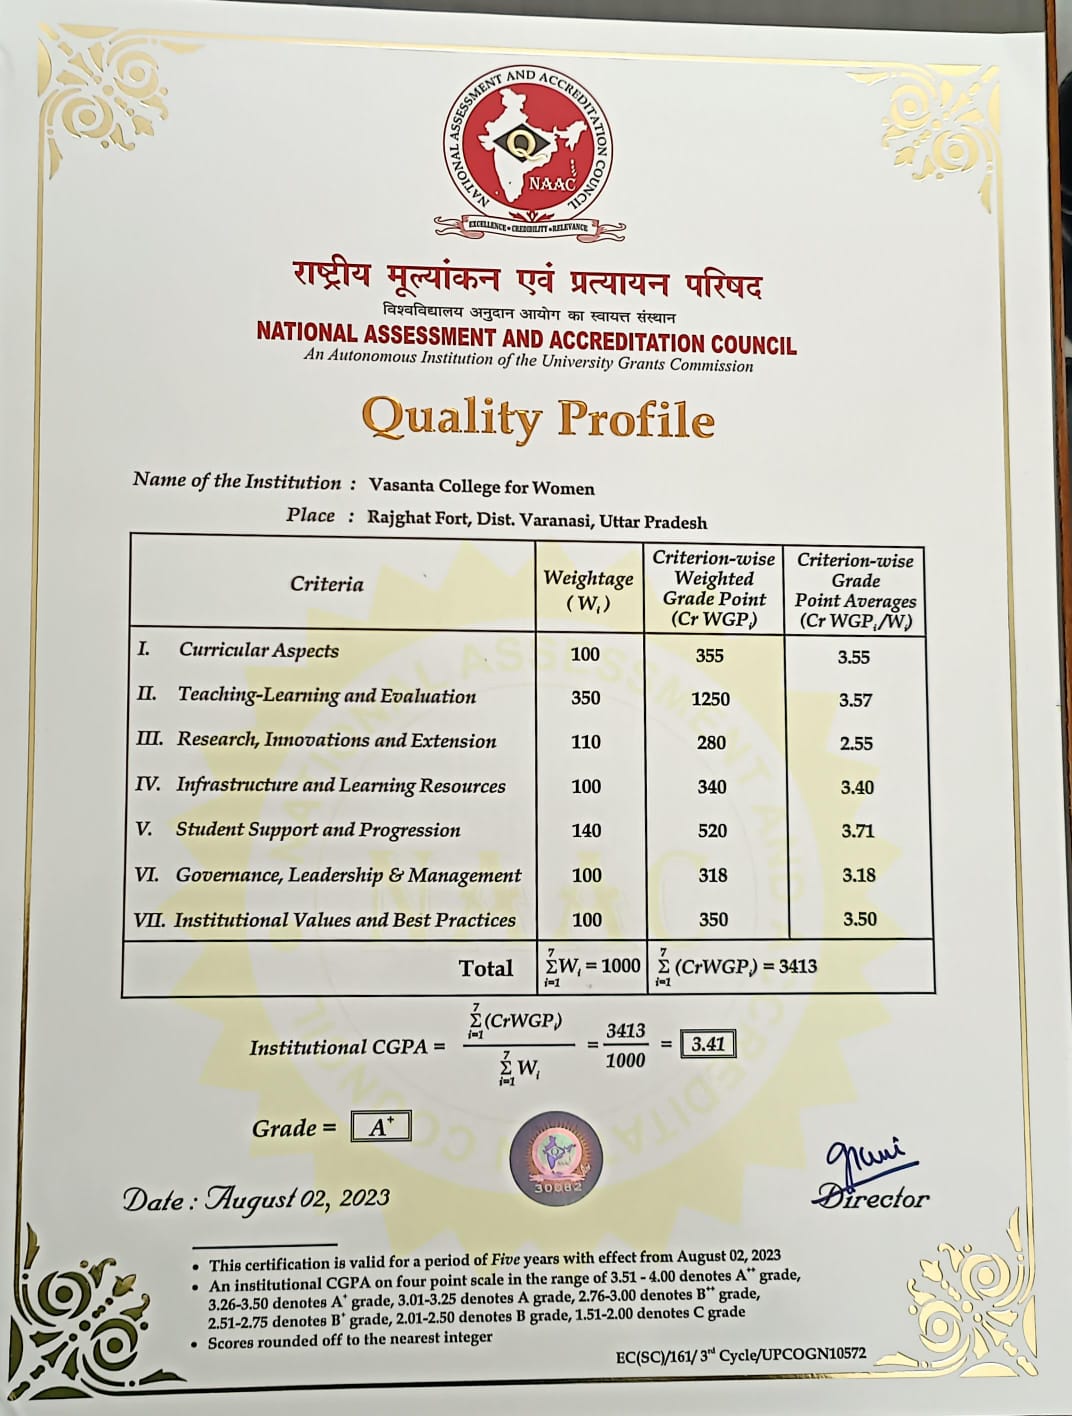 NATIONAL ASSESSMENT AND ACCREDITATION COUNCIL
Q
NAAC
EXCELLENCE • CREDIBILITY • RELEVANCE
राष्ट्रीय मूल्यांकन एवं प्रत्यायन परिषद
विश्वविद्यालय अनुदान आयोग का स्वायत्त संस्थान
NATIONAL ASSESSMENT AND ACCREDITATION COUNCIL
An Autonomous Institution of the University Grants Commission
Quality Profile
Name of the Institution : Vasanta College for Women
Place : Rajghat Fort, Dist. Varanasi, Uttar Pradesh
Criteria Weightage (Wᵢ) Criterion-wise Weighted Grade Point (Cr WGPᵢ) Criterion-wise Grade Point Averages (Cr WGPᵢ/Wᵢ)
I. Curricular Aspects 100 355 3.55
II. Teaching-Learning and Evaluation 350 1250 3.57
III. Research, Innovations and Extension 110 280 2.55
IV. Infrastructure and Learning Resources 100 340 3.40
V. Student Support and Progression 140 520 3.71
VI. Governance, Leadership & Management 100 318 3.18
VII. Institutional Values and Best Practices 100 350 3.50
Total 7 Σ i=1 Wᵢ = 1000 7 Σ i=1 (CrWGPᵢ) = 3413
Institutional CGPA = 7 Σ i=1 (CrWGPᵢ) / 7 Σ i=1 Wᵢ = 3413 / 1000 = 3.41
Grade = A⁺
30082
Date : August 02, 2023
Director
• This certification is valid for a period of Five years with effect from August 02, 2023
• An institutional CGPA on four point scale in the range of 3.51 - 4.00 denotes A⁺⁺ grade,
3.26-3.50 denotes A⁺ grade, 3.01-3.25 denotes A grade, 2.76-3.00 denotes B⁺⁺ grade,
2.51-2.75 denotes B⁺ grade, 2.01-2.50 denotes B grade, 1.51-2.00 denotes C grade
• Scores rounded off to the nearest integer
EC(SC)/161/ 3ʳᵈ Cycle/UPCOGN10572